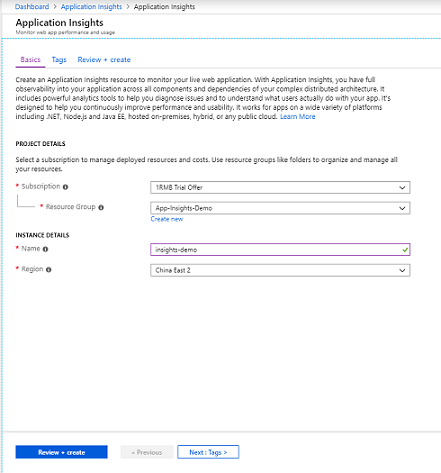 Dashboard > Application Insights > Application Insights
Application Insights
Monitor web app performance and usage
Basics Tags Review + create
Create an Application Insights resource to monitor your live web application. With Application Insights, you have full
observability into your application across all components and dependencies of your complex distributed architecture. It
includes powerful analytics tools to help you diagnose issues and to understand what users actually do with your app. It's
designed to help you continuously improve performance and usability. It works for apps on a wide variety of platforms
including .NET, Node.js and Java EE, hosted on-premises, hybrid, or any public cloud. Learn More
PROJECT DETAILS
Select a subscription to manage deployed resources and costs. Use resource groups like folders to organize and manage all
your resources.
* Subscription 1RMB Trial Offer
* Resource Group App-Insights-Demo
Create new
INSTANCE DETAILS
* Name insights-demo
* Region China East 2
Review + create « Previous Next : Tags >